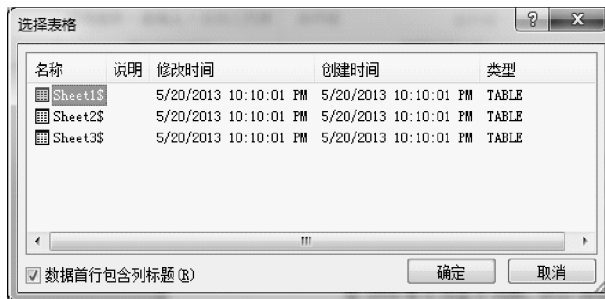 选择表格
名称 说明 修改时间 创建时间 类型
Sheet1$ 5/20/2013 10:10:01 PM 5/20/2013 10:10:01 PM TABLE
Sheet2$ 5/20/2013 10:10:01 PM 5/20/2013 10:10:01 PM TABLE
Sheet3$ 5/20/2013 10:10:01 PM 5/20/2013 10:10:01 PM TABLE
数据首行包含列标题(R) 确定 取消